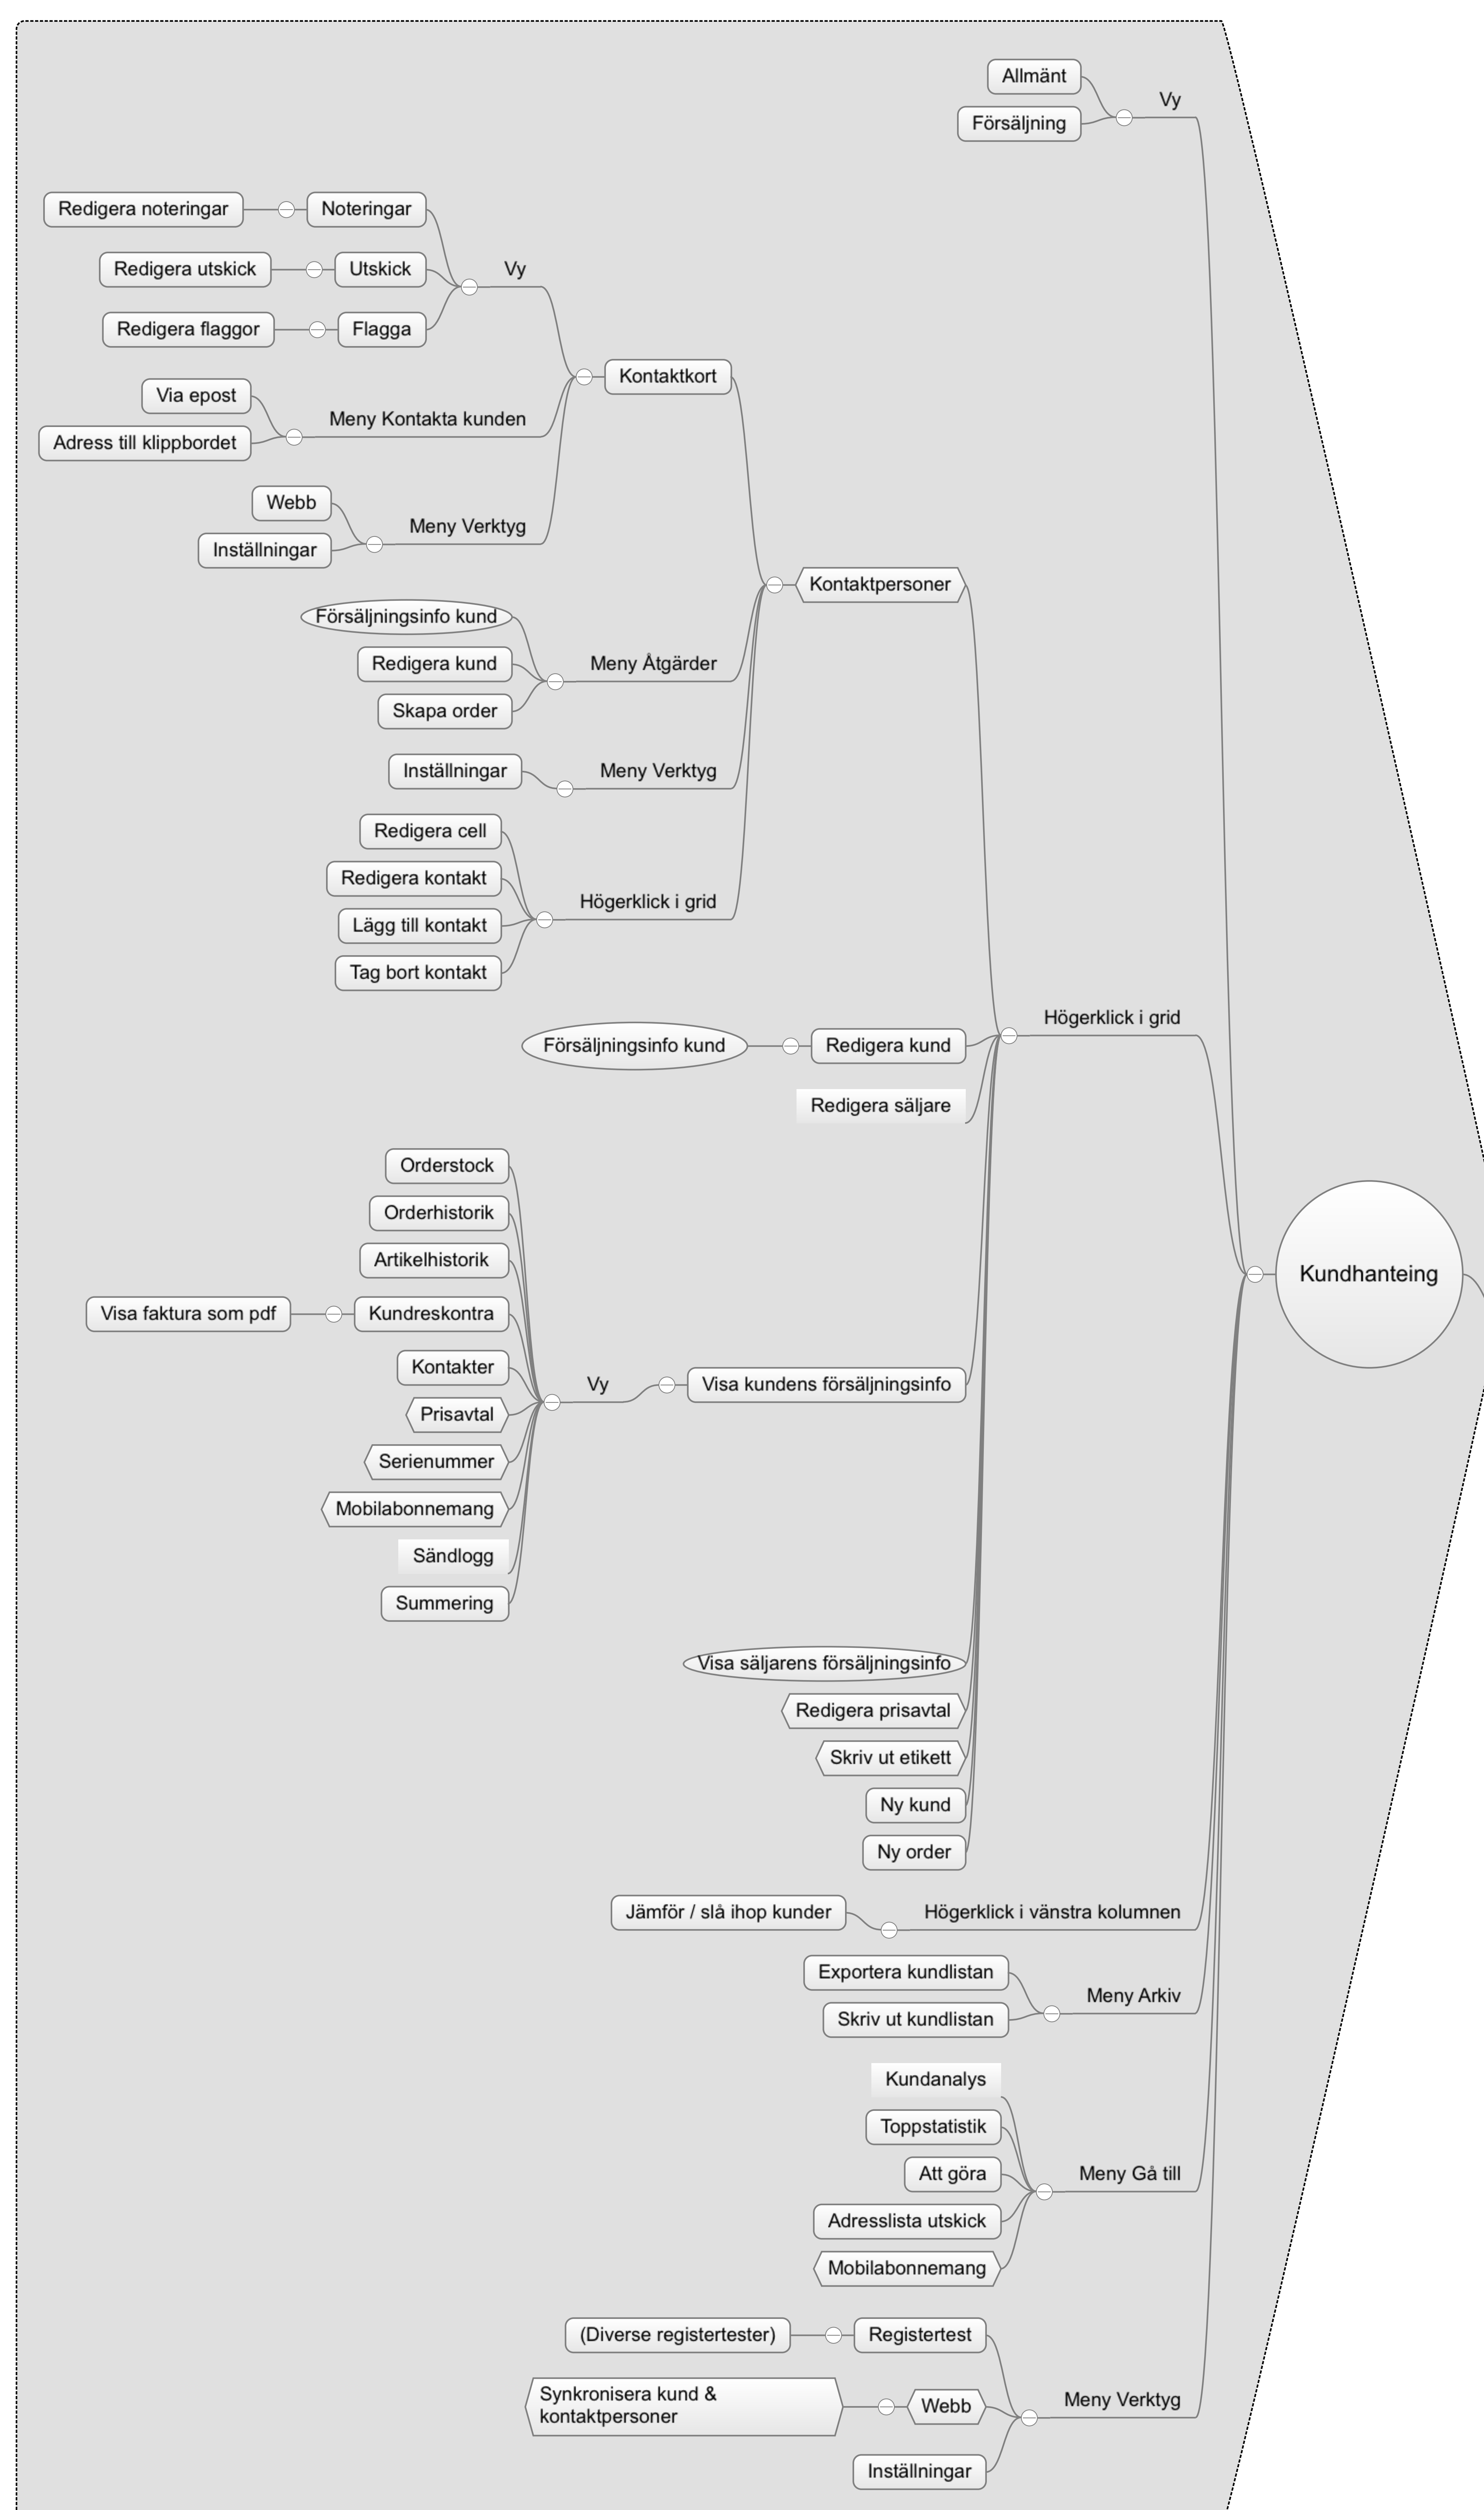 Allmänt
Vy
Försäljning
Redigera noteringar
Noteringar
Redigera utskick
Utskick
Vy
Redigera flaggor
Flagga
Kontaktkort
Via epost
Meny Kontakta kunden
Adress till klippbordet
Webb
Meny Verktyg
Inställningar
Kontaktpersoner
Försäljningsinfo kund
Redigera kund
Meny Åtgärder
Skapa order
Inställningar
Meny Verktyg
Redigera cell
Redigera kontakt
Högerklick i grid
Lägg till kontakt
Tag bort kontakt
Högerklick i grid
Försäljningsinfo kund
Redigera kund
Redigera säljare
Orderstock
Orderhistorik
Artikelhistorik
Kundhanteing
Visa faktura som pdf
Kundreskontra
Kontakter
Vy
Visa kundens försäljningsinfo
Prisavtal
Serienummer
Mobilabonnemang
Sändlogg
Summering
Visa säljarens försäljningsinfo
Redigera prisavtal
Skriv ut etikett
Ny kund
Ny order
Jämför / slå ihop kunder
Högerklick i vänstra kolumnen
Exportera kundlistan
Meny Arkiv
Skriv ut kundlistan
Kundanalys
Toppstatistik
Att göra
Meny Gå till
Adresslista utskick
Mobilabonnemang
(Diverse registertester)
Registertest
Synkronisera kund &
kontaktpersoner
Webb
Meny Verktyg
Inställningar